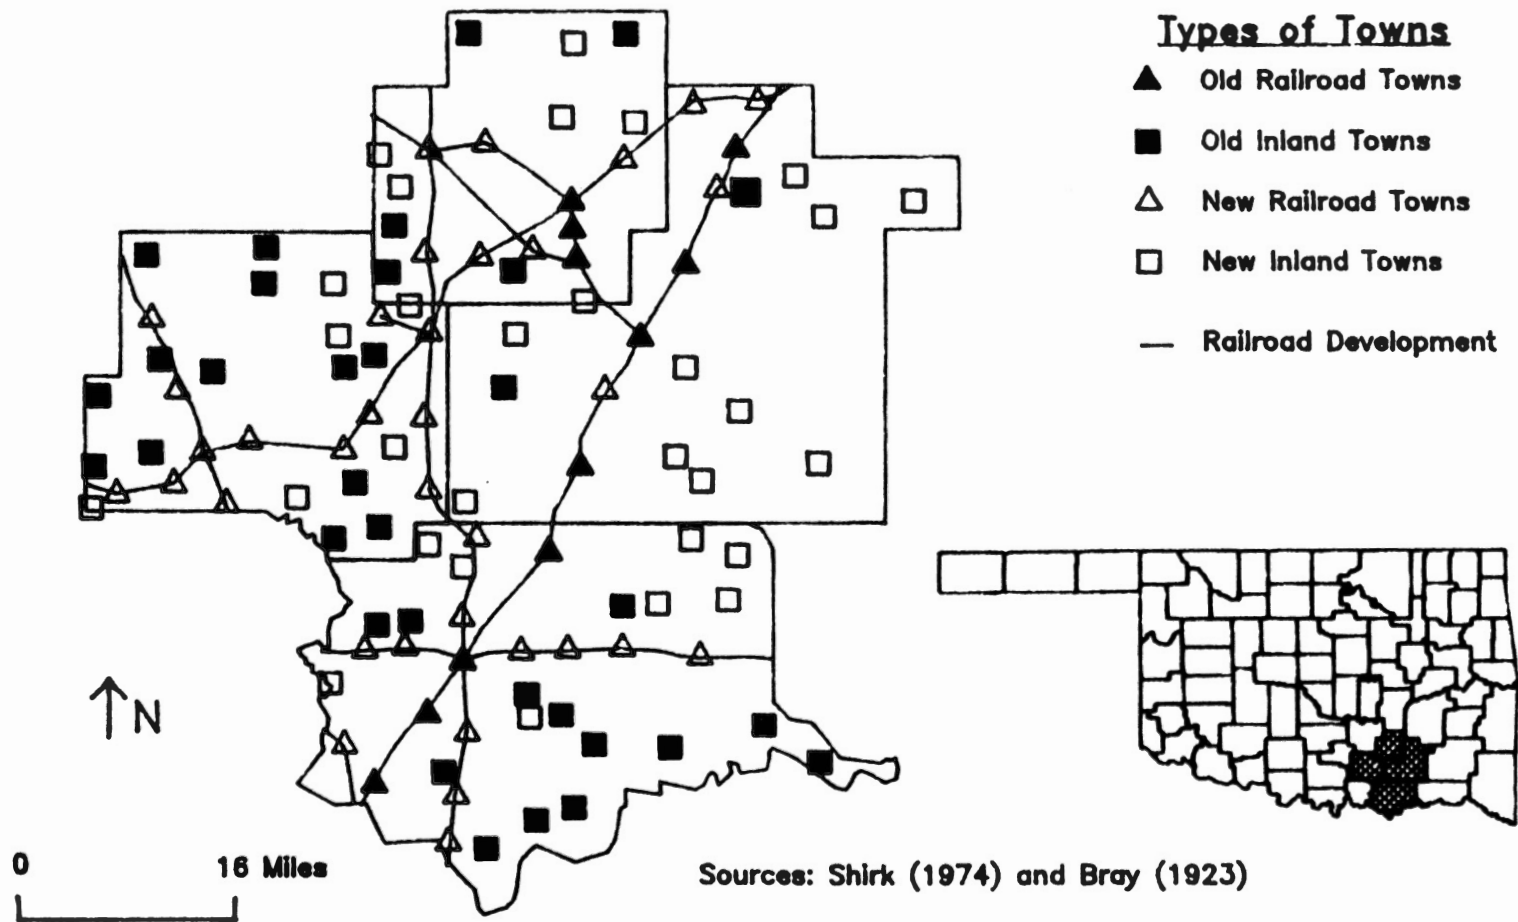 Types of Towns
Old Railroad Towns
Old Inland Towns
New Railroad Towns
New Inland Towns
Railroad Development
N
0 16 Miles
Sources: Shirk (1974) and Bray (1923)